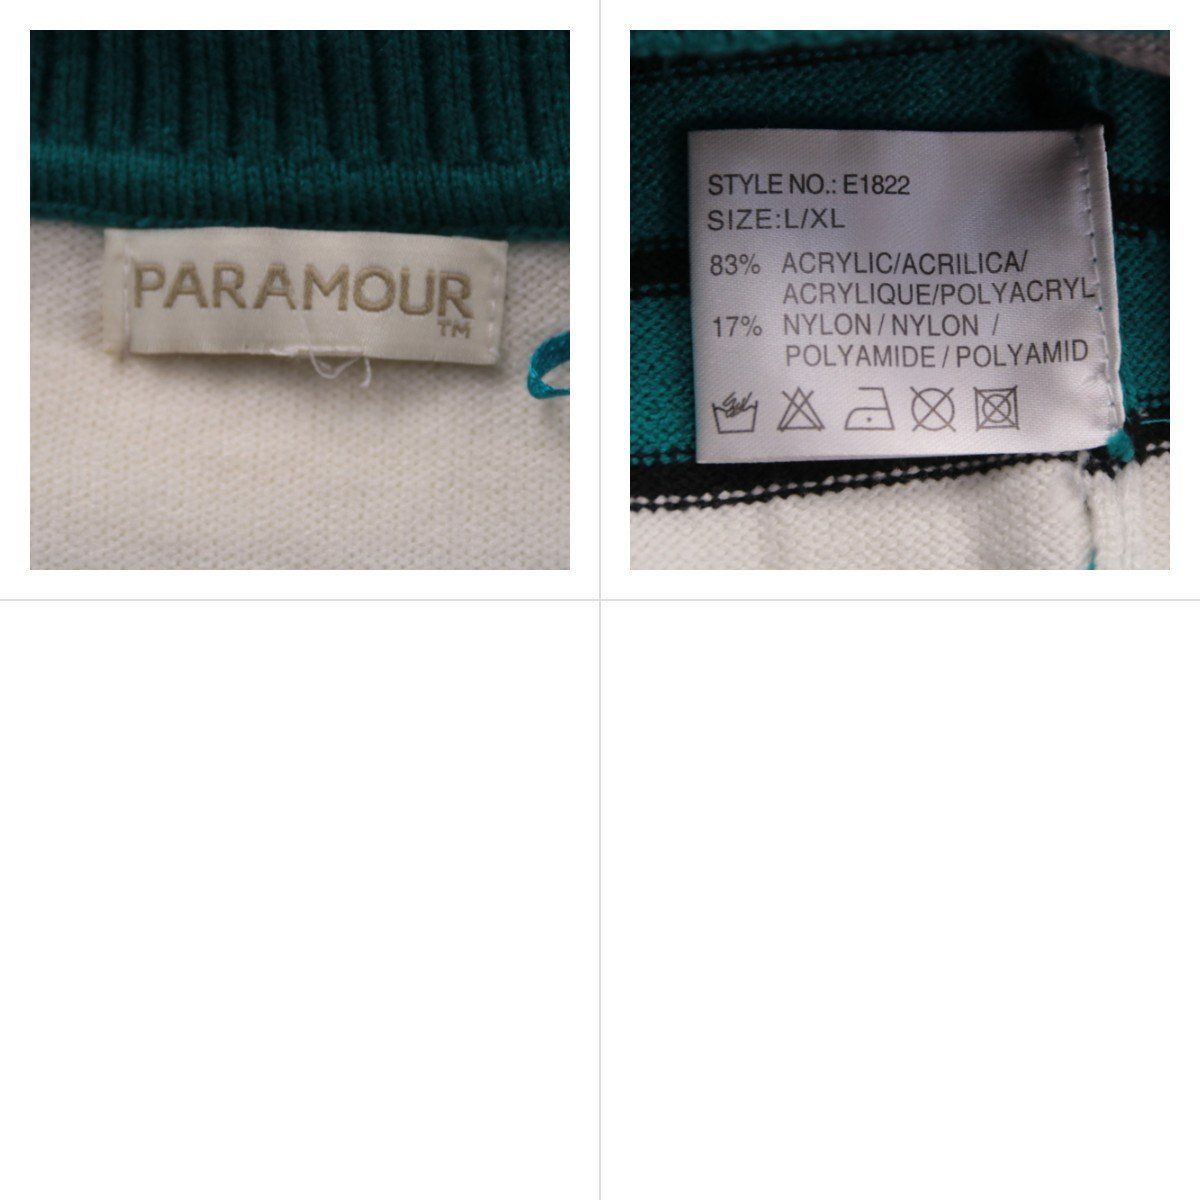 PARAMOUR
TM
STYLE NO.: E1822
SIZE:L/XL
83% ACRYLIC/ACRILICA/
ACRYLIQUE/POLYACRYL
17% NYLON / NYLON /
POLYAMIDE / POLYAMID